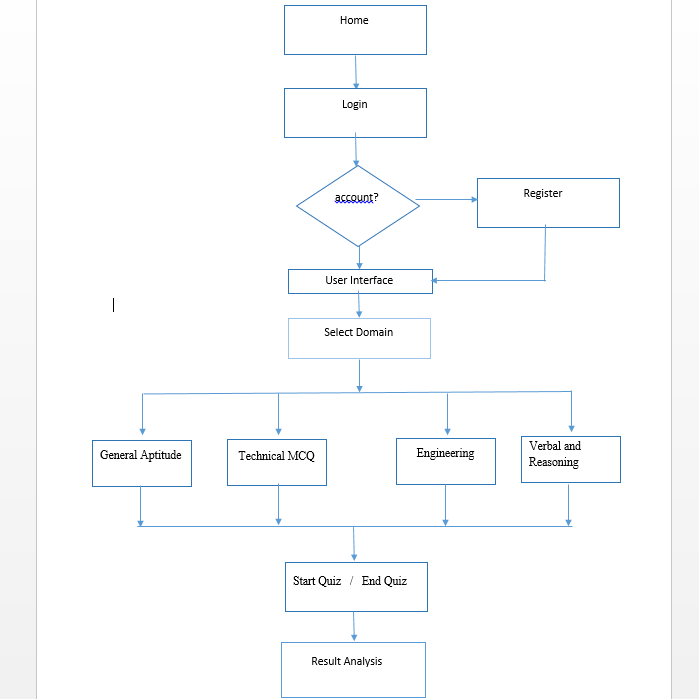 Home
Login
account?
Register
User Interface
Select Domain
General Aptitude
Technical MCQ
Engineering
Verbal and
Reasoning
Start Quiz / End Quiz
Result Analysis